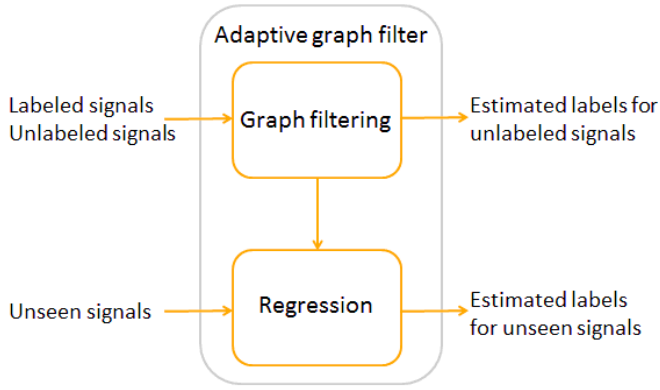 Adaptive graph filter
Labeled signals
Unlabeled signals
Graph filtering
Estimated labels for
unlabeled signals
Unseen signals
Regression
Estimated labels
for unseen signals